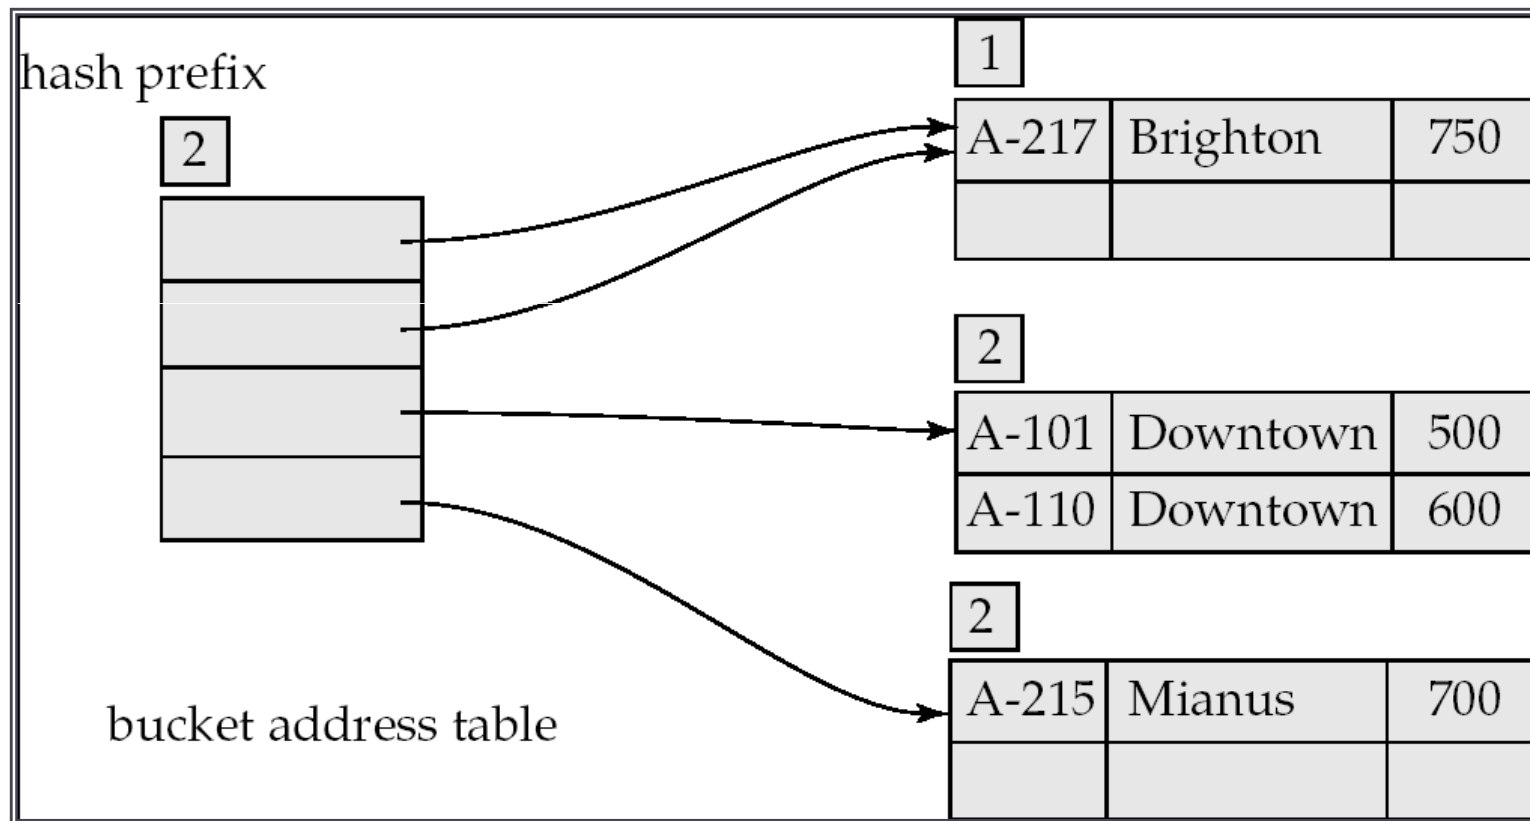 hash prefix
2
bucket address table
1
A-217 Brighton 750
2
A-101 Downtown 500
A-110 Downtown 600
2
A-215 Mianus 700